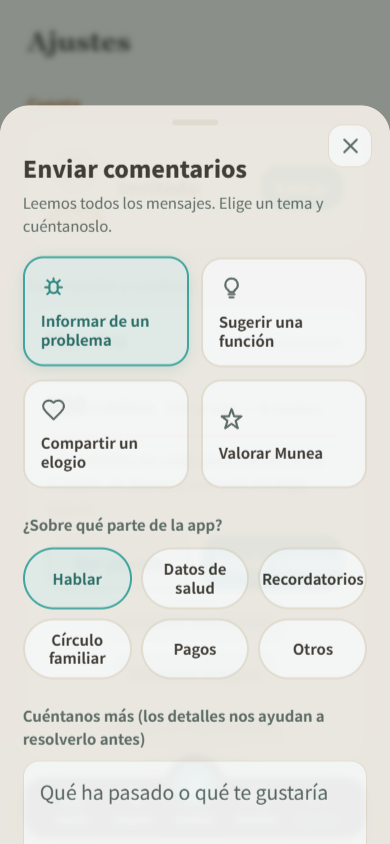 Ajustes
Cuenta
Enviar comentarios
Leemos todos los mensajes. Elige un tema y
cuéntanoslo.
Informar de un
problema
Sugerir una
función
Compartir un
elogio
Valorar Munea
¿Sobre qué parte de la app?
Hablar
Datos de
salud
Recordatorios
Círculo
familiar
Pagos
Otros
Cuéntanos más (los detalles nos ayudan a
resolverlo antes)
Qué ha pasado o qué te gustaría